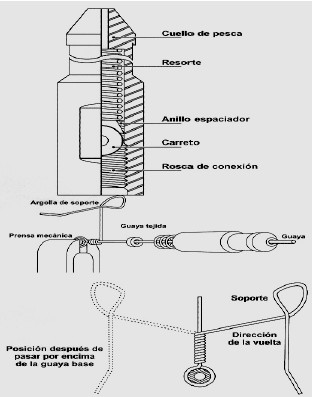 Cuello de pesca
Resorte
Anillo espaciador
Carreto
Rosca de conexión
Argolla de soporte
Prensa mecánica
Guaya tejida
Guaya
Soporte
Dirección
de la vuelta
Posición después de
pasar por encima
de la guaya base